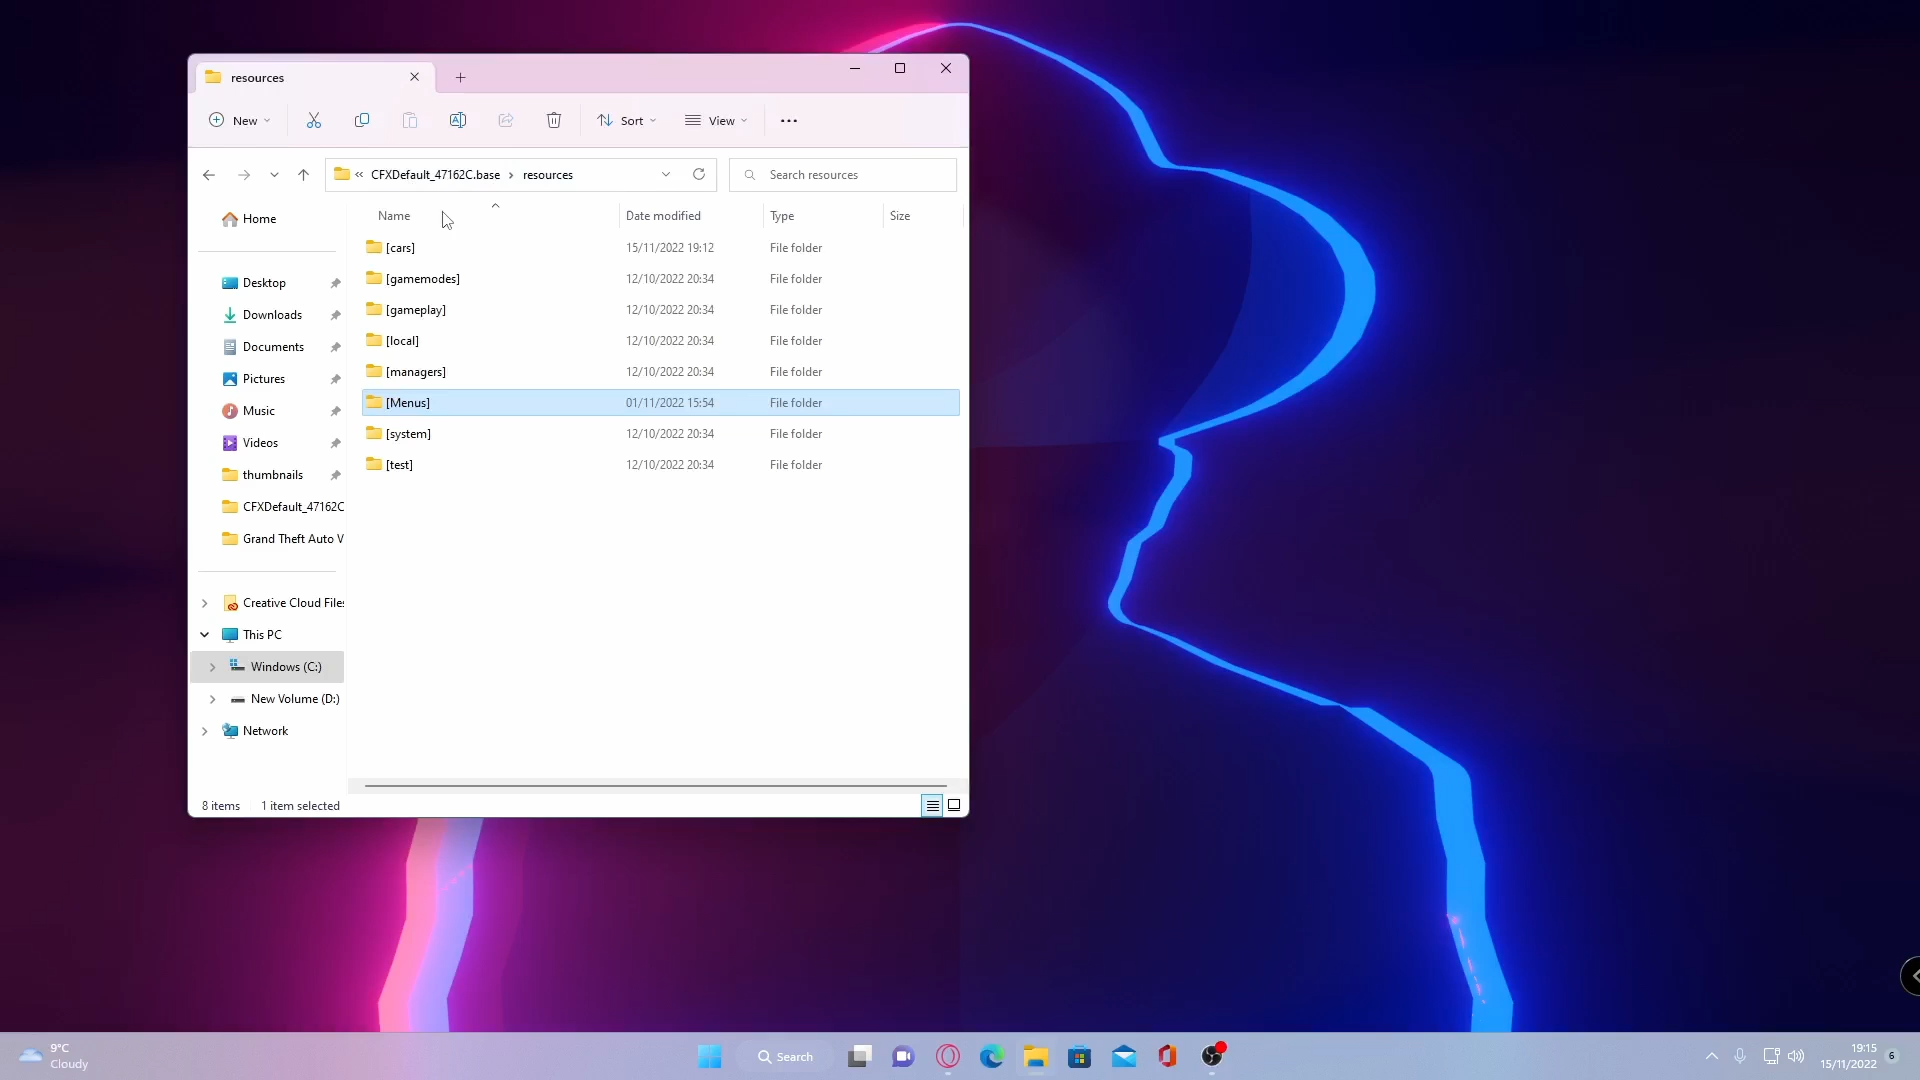 resources
New
Sort
View
« CFXDefault_47162C.base > resources
Search resources
Name Date modified Type Size
[cars] 15/11/2022 19:12 File folder
[gamemodes] 12/10/2022 20:34 File folder
[gameplay] 12/10/2022 20:34 File folder
[local] 12/10/2022 20:34 File folder
[managers] 12/10/2022 20:34 File folder
[Menus] 01/11/2022 15:54 File folder
[system] 12/10/2022 20:34 File folder
[test] 12/10/2022 20:34 File folder
Home
Desktop
Downloads
Documents
Pictures
Music
Videos
thumbnails
CFXDefault_47162C
Grand Theft Auto V
Creative Cloud Files
This PC
Windows (C:)
New Volume (D:)
Network
8 items 1 item selected
9°C
Cloudy
Search
19:15
15/11/2022
6